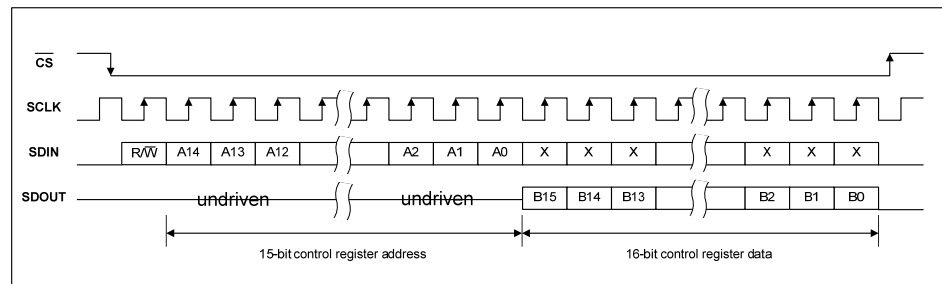 C̅S̅
SCLK
SDIN R/W̅ A14 A13 A12 A2 A1 A0 X X X X X X
SDOUT undriven undriven B15 B14 B13 B2 B1 B0
15-bit control register address 16-bit control register data